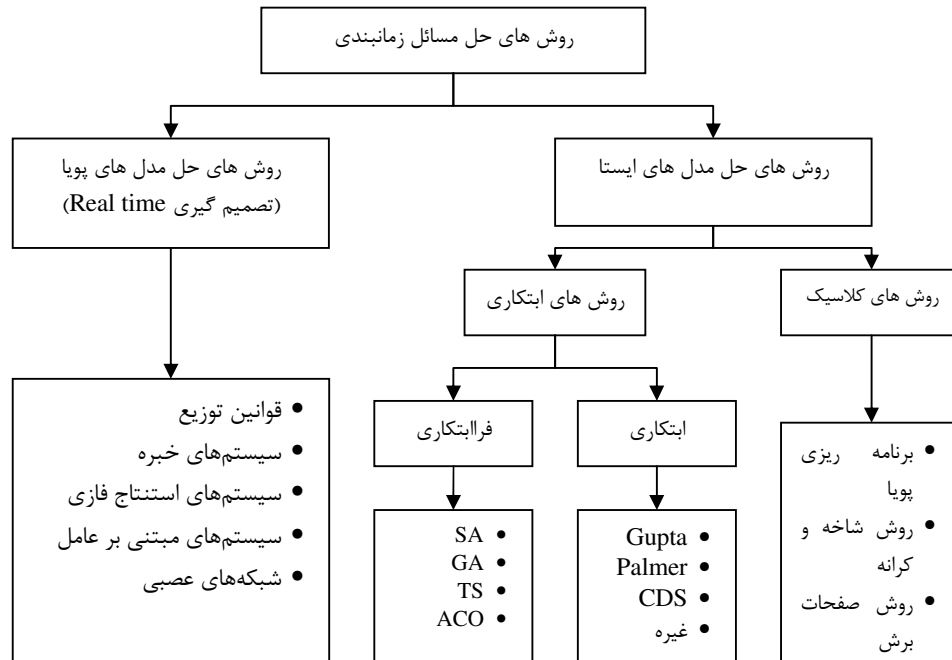 روش های حل مسائل زمانبندی
روش های حل مدل های ایستا
روش های حل مدل های پویا
(تصمیم گیری Real time)
روش های کلاسیک
روش های ابتکاری
ابتکاری
فراابتکاری
• برنامه ریزی
پویا
• روش شاخه و
کرانه
• روش صفحات
برش
• Gupta
• Palmer
• CDS
• غیره
• SA
• GA
• TS
• ACO
• قوانین توزیع
• سیستم‌های خبره
• سیستم‌های استنتاج فازی
• سیستم‌های مبتنی بر عامل
• شبکه‌های عصبی